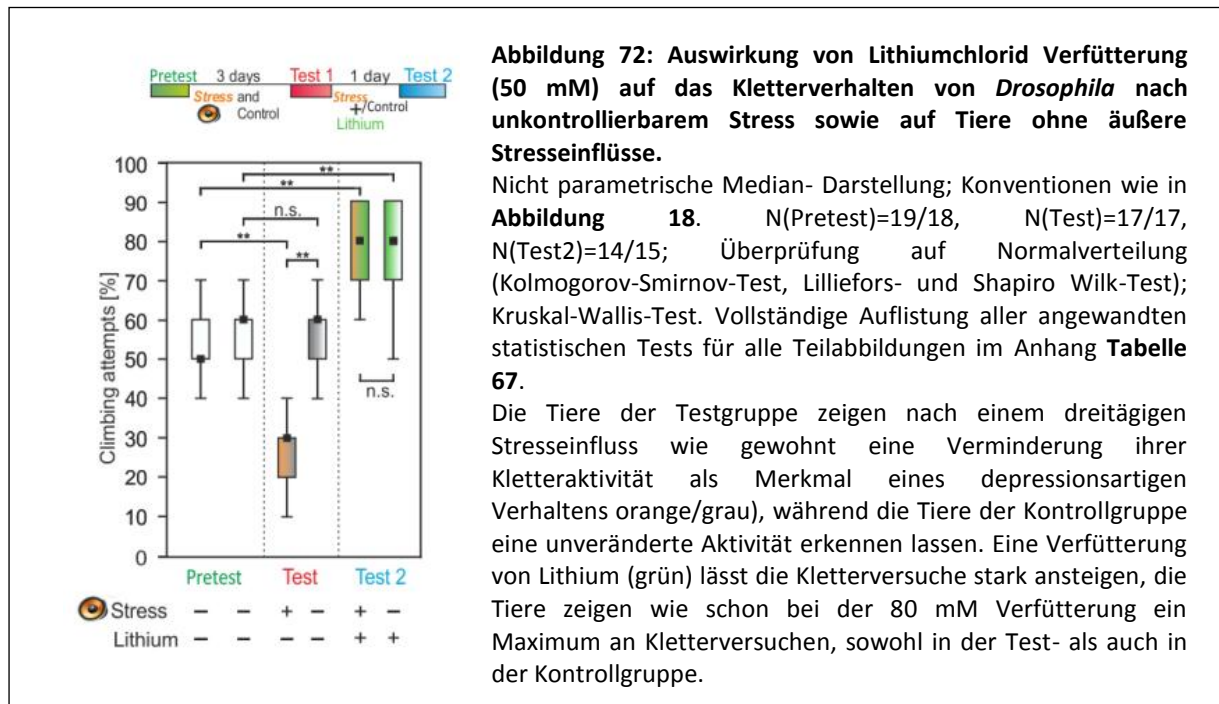 Pretest 3 days Test 1 1 day Test 2
Stress and Control
Stress +/Control
Lithium
Climbing attempts [%]
100
90
80
70
60
50
40
30
20
10
0
**
**
n.s.
**
**
n.s.
Pretest Test Test 2
Stress − − + − + −
Lithium − − − − + +
Abbildung 72: Auswirkung von Lithiumchlorid Verfütterung
(50 mM) auf das Kletterverhalten von Drosophila nach
unkontrollierbarem Stress sowie auf Tiere ohne äußere
Stresseinflüsse.
Nicht parametrische Median- Darstellung; Konventionen wie in
Abbildung 18. N(Pretest)=19/18, N(Test)=17/17,
N(Test2)=14/15; Überprüfung auf Normalverteilung
(Kolmogorov-Smirnov-Test, Lilliefors- und Shapiro Wilk-Test);
Kruskal-Wallis-Test. Vollständige Auflistung aller angewandten
statistischen Tests für alle Teilabbildungen im Anhang Tabelle
67.
Die Tiere der Testgruppe zeigen nach einem dreitägigen
Stresseinfluss wie gewohnt eine Verminderung ihrer
Kletteraktivität als Merkmal eines depressionsartigen
Verhaltens orange/grau), während die Tiere der Kontrollgruppe
eine unveränderte Aktivität erkennen lassen. Eine Verfütterung
von Lithium (grün) lässt die Kletterversuche stark ansteigen, die
Tiere zeigen wie schon bei der 80 mM Verfütterung ein
Maximum an Kletterversuchen, sowohl in der Test- als auch in
der Kontrollgruppe.